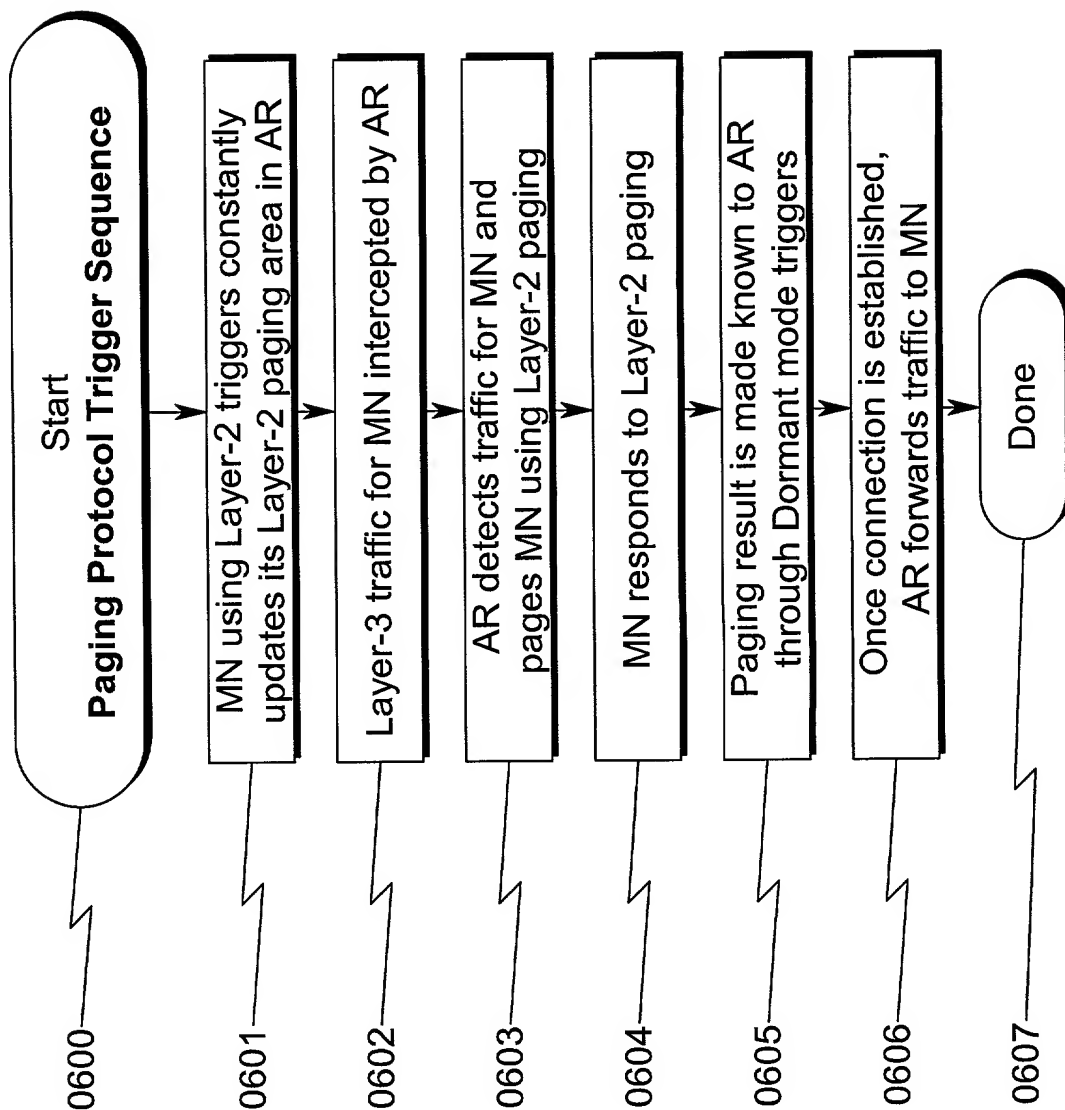 0600
Start
Paging Protocol Trigger Sequence
0601
MN using Layer-2 triggers constantly
updates its Layer-2 paging area in AR
0602
Layer-3 traffic for MN intercepted by AR
0603
AR detects traffic for MN and
pages MN using Layer-2 paging
0604
MN responds to Layer-2 paging
0605
Paging result is made known to AR
through Dormant mode triggers
0606
Once connection is established,
AR forwards traffic to MN
0607
Done